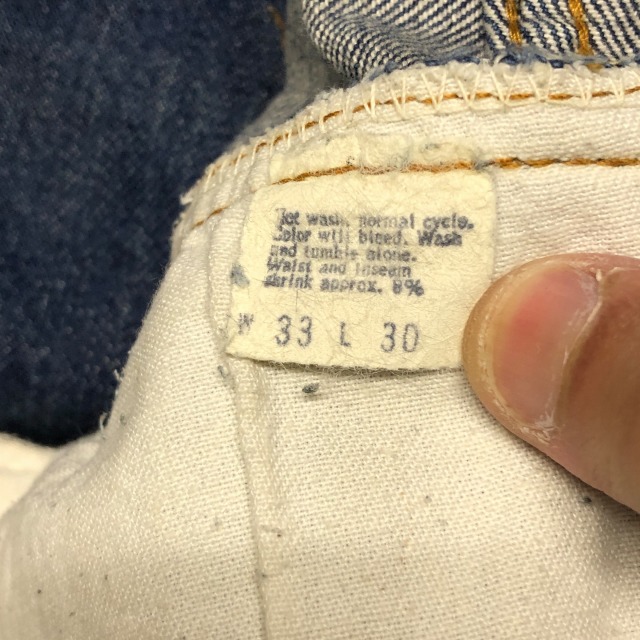 Hot wash, normal cycle.
Color will bleed. Wash
and tumble alone.
Waist and inseam
shrink approx. 8%
W 33 L 30